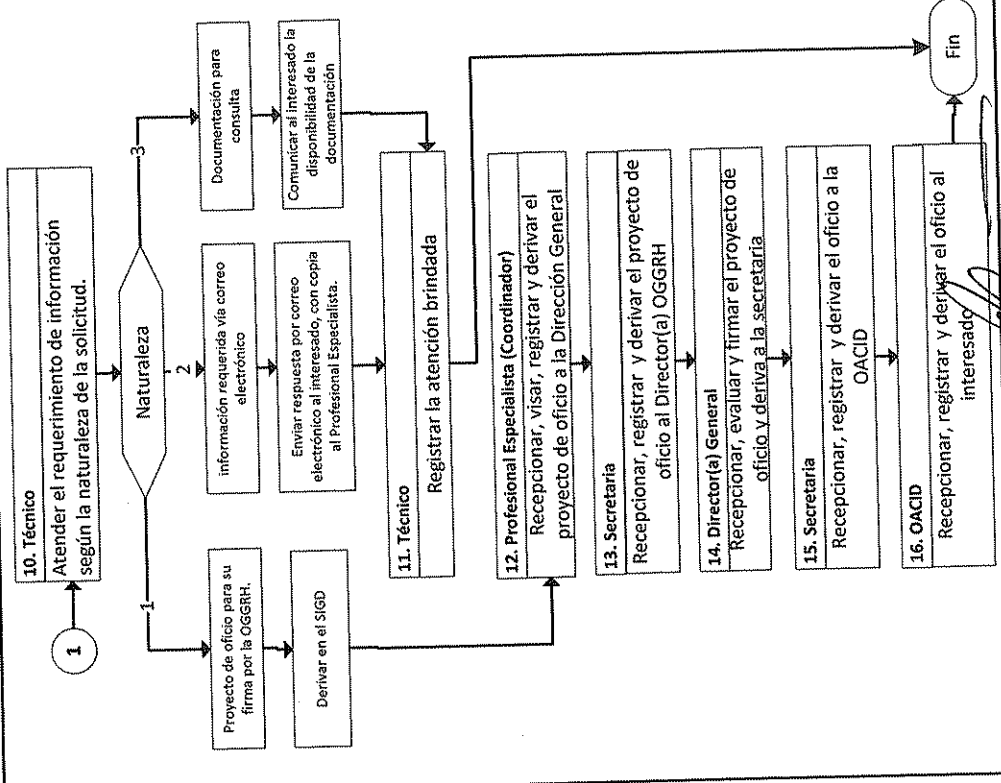 1
10. Técnico
Atender el requerimiento de información
según la naturaleza de la solicitud.
Naturaleza
1
2
3
Proyecto de oficio para su
firma por la OGGRH.
Derivar en el SIGD
información requerida vía correo
electrónico
Enviar respuesta por correo
electrónico al interesado, con copia
al Profesional Especialista.
Documentación para
consulta
Comunicar al interesado la
disponibilidad de la
documentación
11. Técnico
Registrar la atención brindada
12. Profesional Especialista (Coordinador)
Recepcionar, visar, registrar y derivar el
proyecto de oficio a la Dirección General
13. Secretaria
Recepcionar, registrar y derivar el proyecto de
oficio al Director(a) OGGRH
14. Director(a) General
Recepcionar, evaluar y firmar el proyecto de
oficio y deriva a la secretaria
15. Secretaria
Recepcionar, registrar y derivar el oficio a la
OACID
16. OACID
Recepcionar, registrar y derivar el oficio al
interesado
Fin